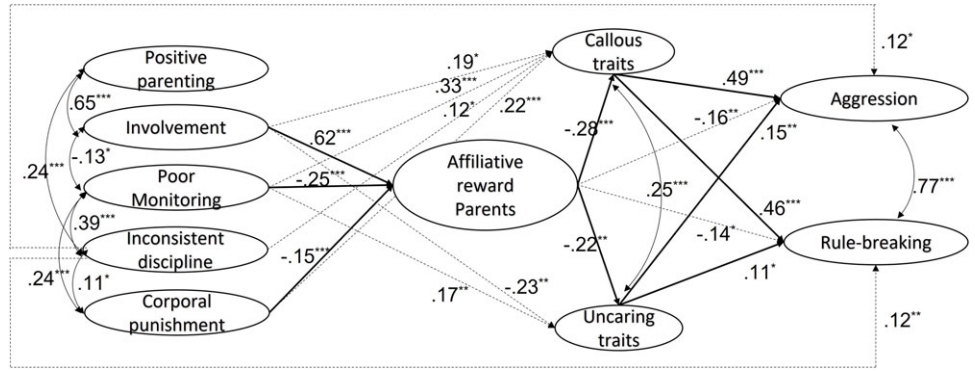 Positive
parenting
Involvement
Poor
Monitoring
Inconsistent
discipline
Corporal
punishment
Affiliative
reward
Parents
Callous
traits
Uncaring
traits
Aggression
Rule-breaking
.65***
-.13*
.24***
.39***
.24***
.11*
.19*
.33***
.12*
.22***
.62***
-.25***
-.15***
-.23**
.17**
-.28***
-.22**
.25***
.49***
-.16**
.15**
.46***
-.14*
.11*
.12*
.77***
.12**